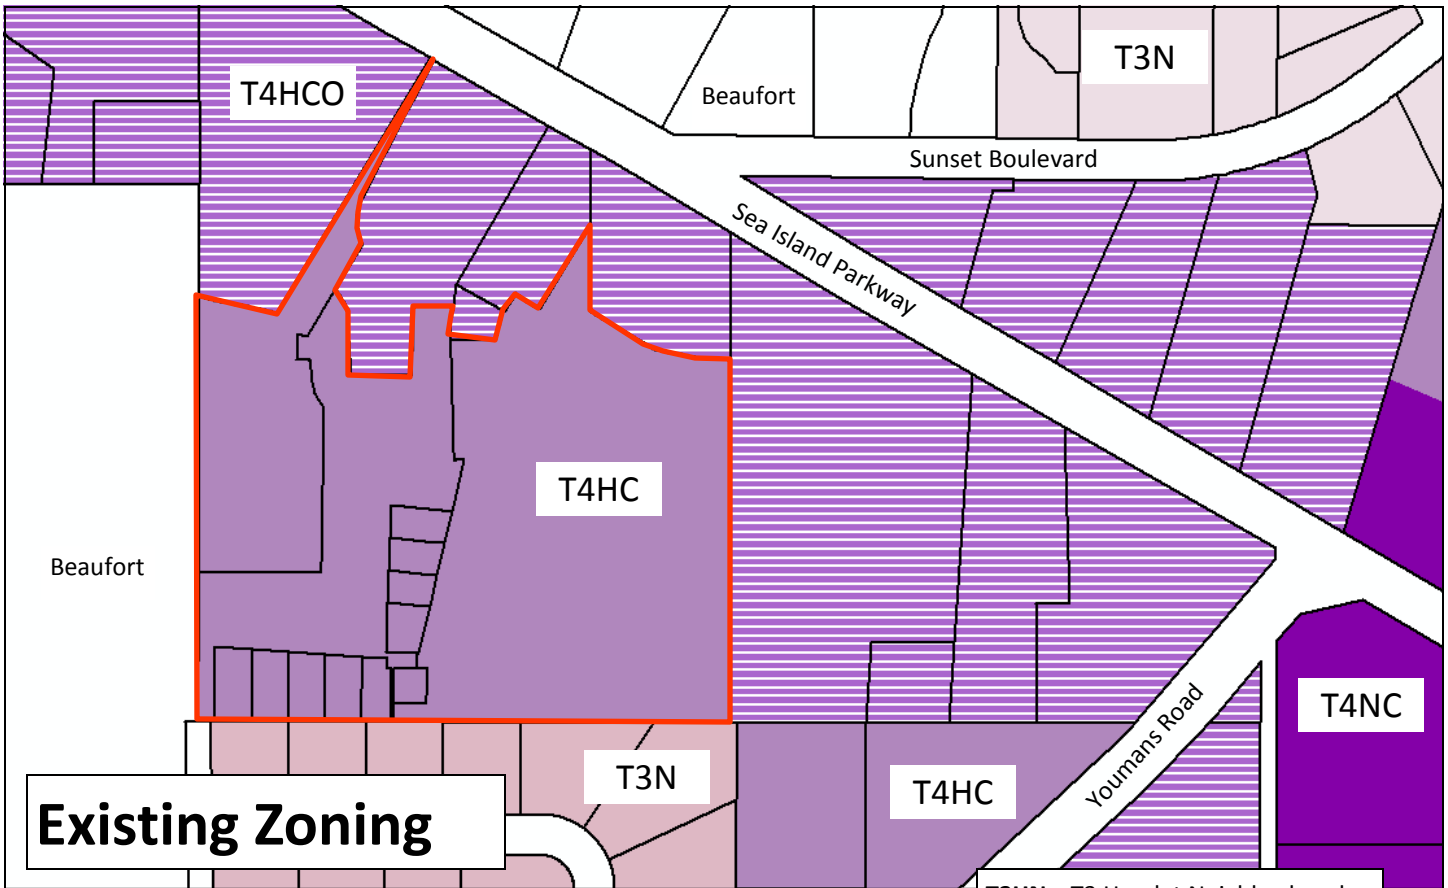 T3N
T4HCO
Beaufort
Sunset Boulevard
Sea Island Parkway
T4HC
Beaufort
T4NC
Youmans Road
T3N
T4HC
Existing Zoning